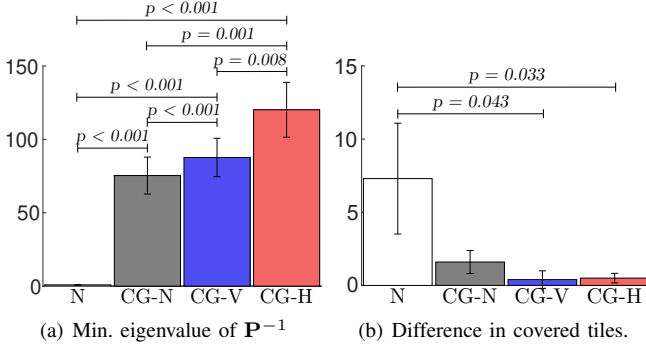 p < 0.001
p = 0.001
p = 0.008
p < 0.001
p < 0.001
p < 0.001
150
100
50
0
N CG-N CG-V CG-H
(a) Min. eigenvalue of P⁻¹
p = 0.033
p = 0.043
15
10
5
0
N CG-N CG-V CG-H
(b) Difference in covered tiles.